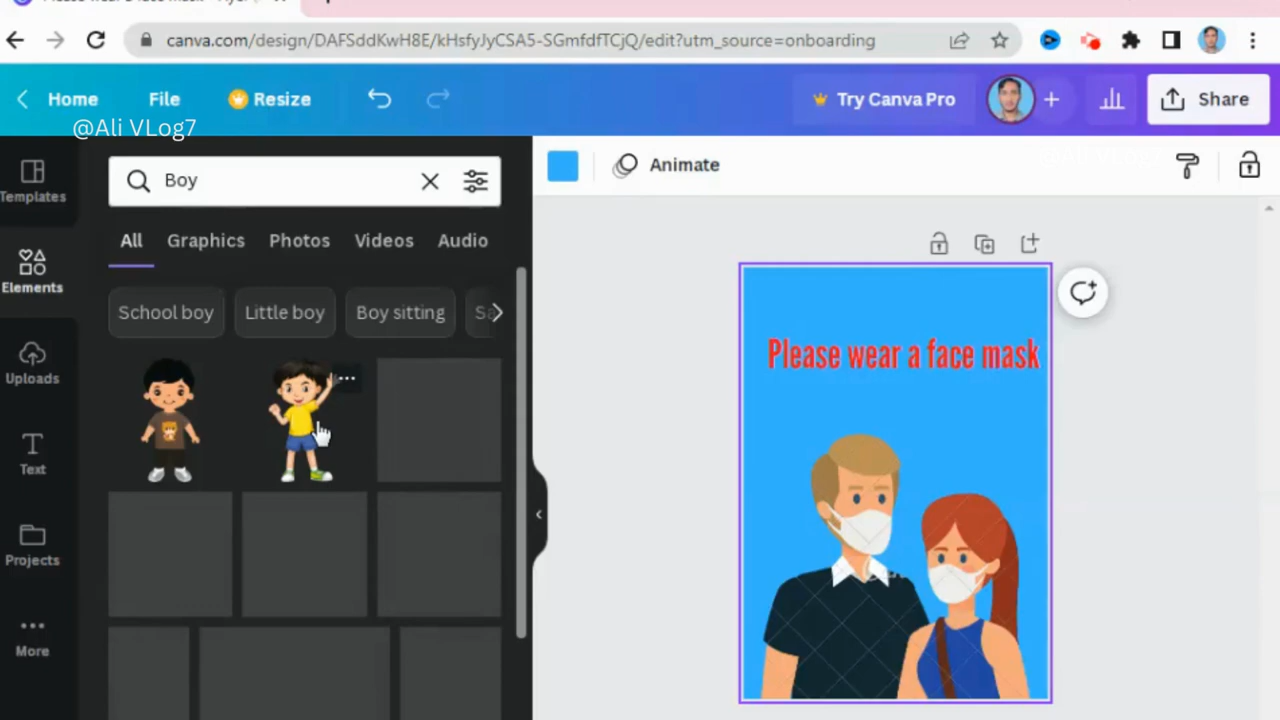 canva.com/design/DAFSddKwH8E/kHsfyJyCSA5-SGmfdfTCjQ/edit?utm_source=onboarding
Home File Resize Try Canva Pro Share
@Ali VLog7
Templates
Elements
Uploads
Text
Projects
More
Boy
All Graphics Photos Videos Audio
School boy Little boy Boy sitting
Animate
Please wear a face mask